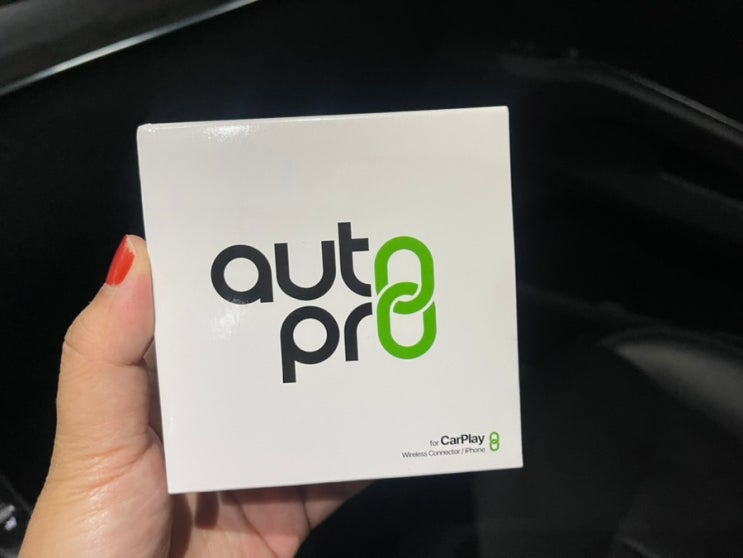 auto
pro
for CarPlay
Wireless Connector / iPhone